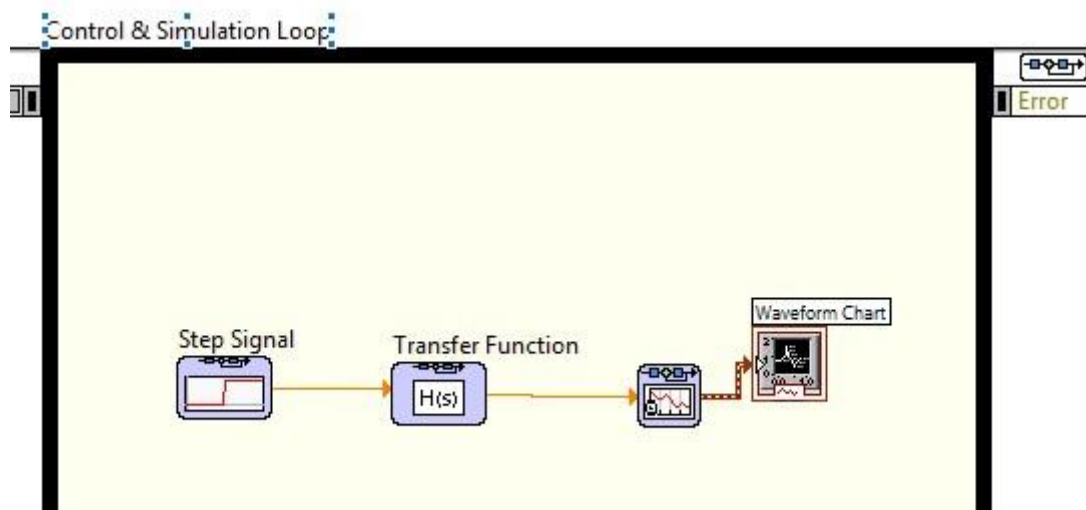 Control & Simulation Loop
Error
Waveform Chart
Step Signal
Transfer Function
H(s)